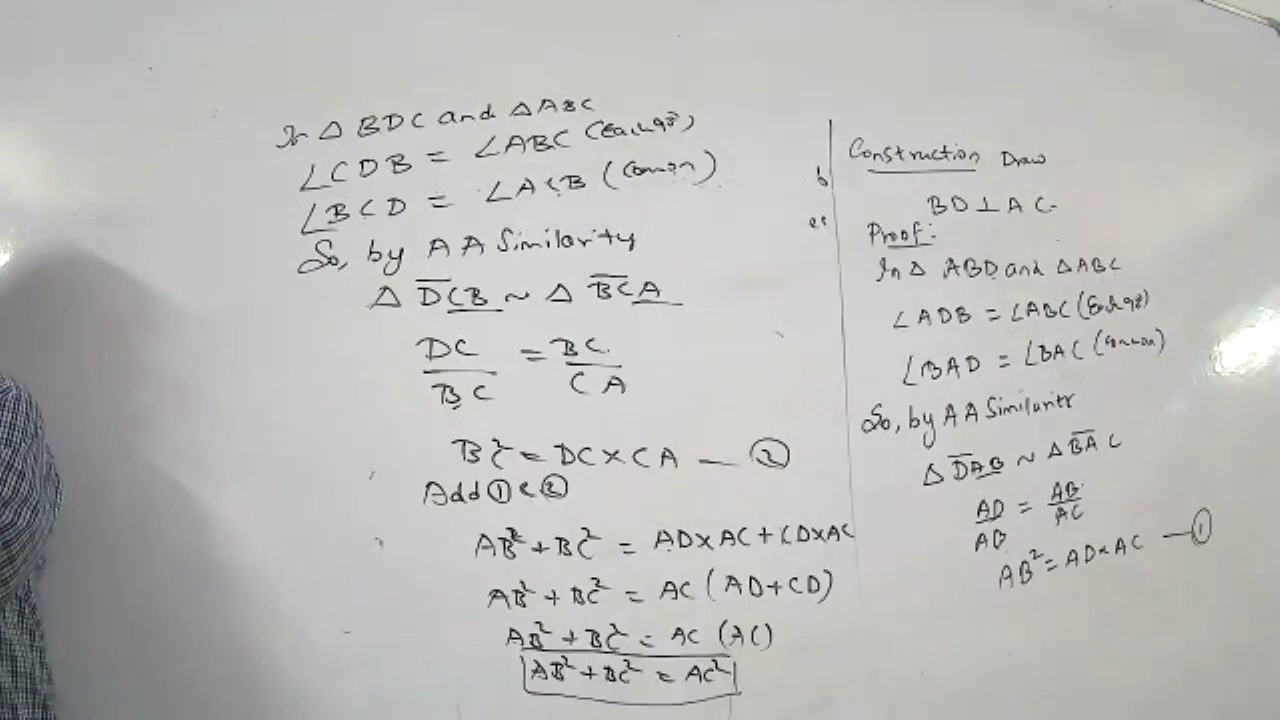 Construction Draw
BD ⊥ AC.
Proof:
In Δ ABD and ΔABC
∠ADB = ∠ABC (Each 90°)
∠BAD = ∠BAC (common)
So, by AA Similarity
Δ DAB ~ Δ BAC
AD/AB = AB/AC
AB² = AD×AC — ①
In Δ BDC and ΔABC
∠CDB = ∠ABC (Each 90°)
∠BCD = ∠ACB (Common)
So, by AA Similarity
Δ DCB ~ Δ BCA
DC/BC = BC/CA
BC² = DC×CA — ②
Add ① & ②
AB² + BC² = AD×AC + CD×AC
AB² + BC² = AC (AD+CD)
AB² + BC² = AC (AC)
AB² + BC² = AC²